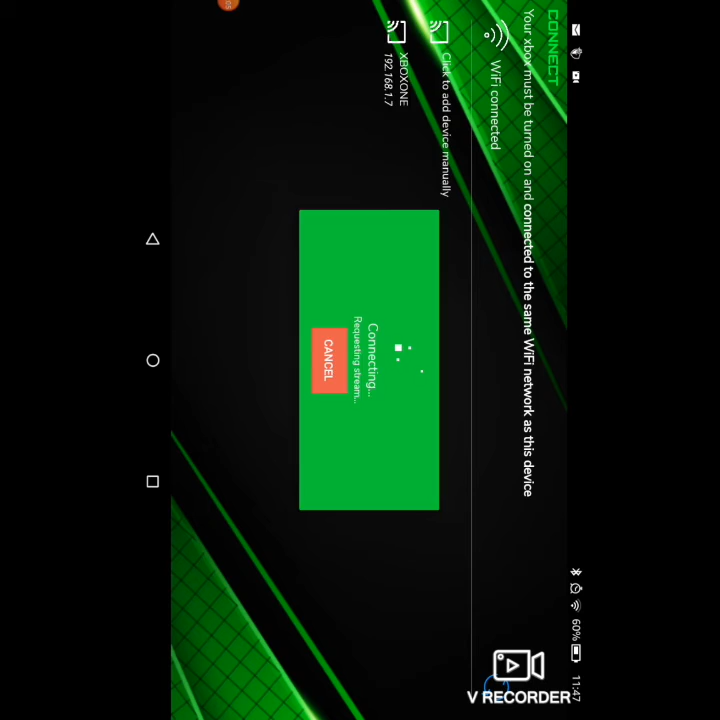 60% 11:47
CONNECT
Your xbox must be turned on and connected to the same WiFi network as this device
WiFi connected
Click to add device manually
XBOXONE
192.168.1.7
Connecting...
Requesting stream...
CANCEL
V RECORDER